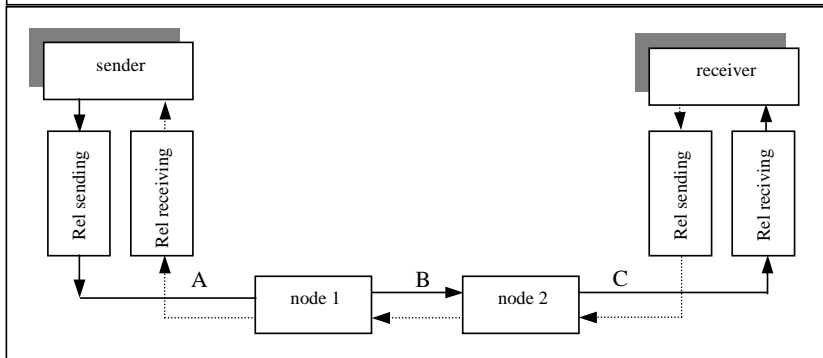 sender
receiver
Rel sending
Rel receiving
Rel sending
Rel reciving
A
B
C
node 1
node 2